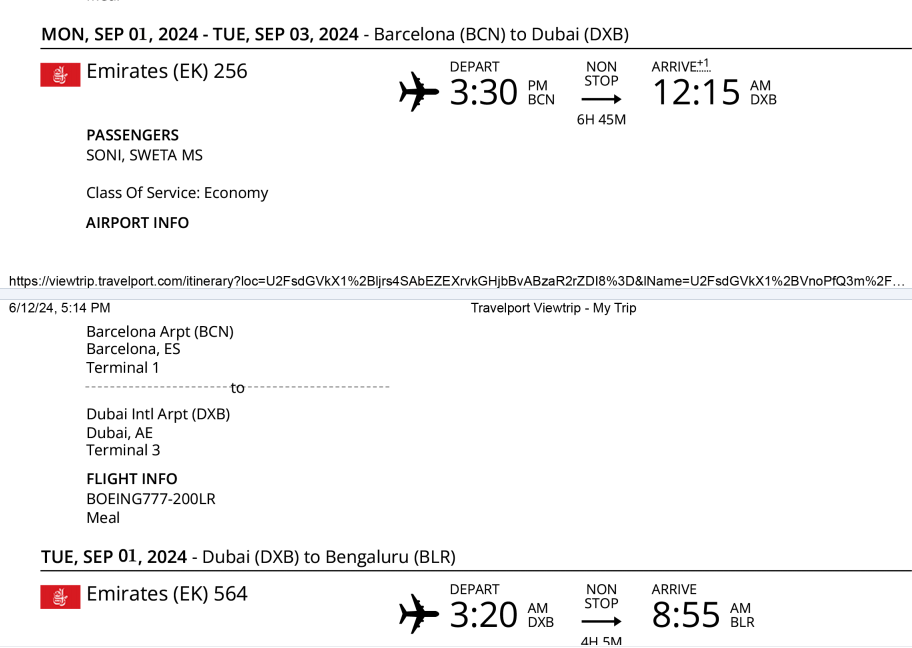 MON, SEP 01, 2024 - TUE, SEP 03, 2024 - Barcelona (BCN) to Dubai (DXB)
Emirates (EK) 256
DEPART
3:30 PM BCN
NON STOP
6H 45M
ARRIVE+1
12:15 AM DXB
PASSENGERS
SONI, SWETA MS
Class Of Service: Economy
AIRPORT INFO
https://viewtrip.travelport.com/itinerary?loc=U2FsdGVkX1%2BIjrs4SAbEZEXrvkGHjbBvABzaR2rZDI8%3D&lName=U2FsdGVkX1%2BVnoPfQ3m%2F…
6/12/24, 5:14 PM
Travelport Viewtrip - My Trip
Barcelona Arpt (BCN)
Barcelona, ES
Terminal 1
to
Dubai Intl Arpt (DXB)
Dubai, AE
Terminal 3
FLIGHT INFO
BOEING777-200LR
Meal
TUE, SEP 01, 2024 - Dubai (DXB) to Bengaluru (BLR)
Emirates (EK) 564
DEPART
3:20 AM DXB
NON STOP
4H 5M
ARRIVE
8:55 AM BLR